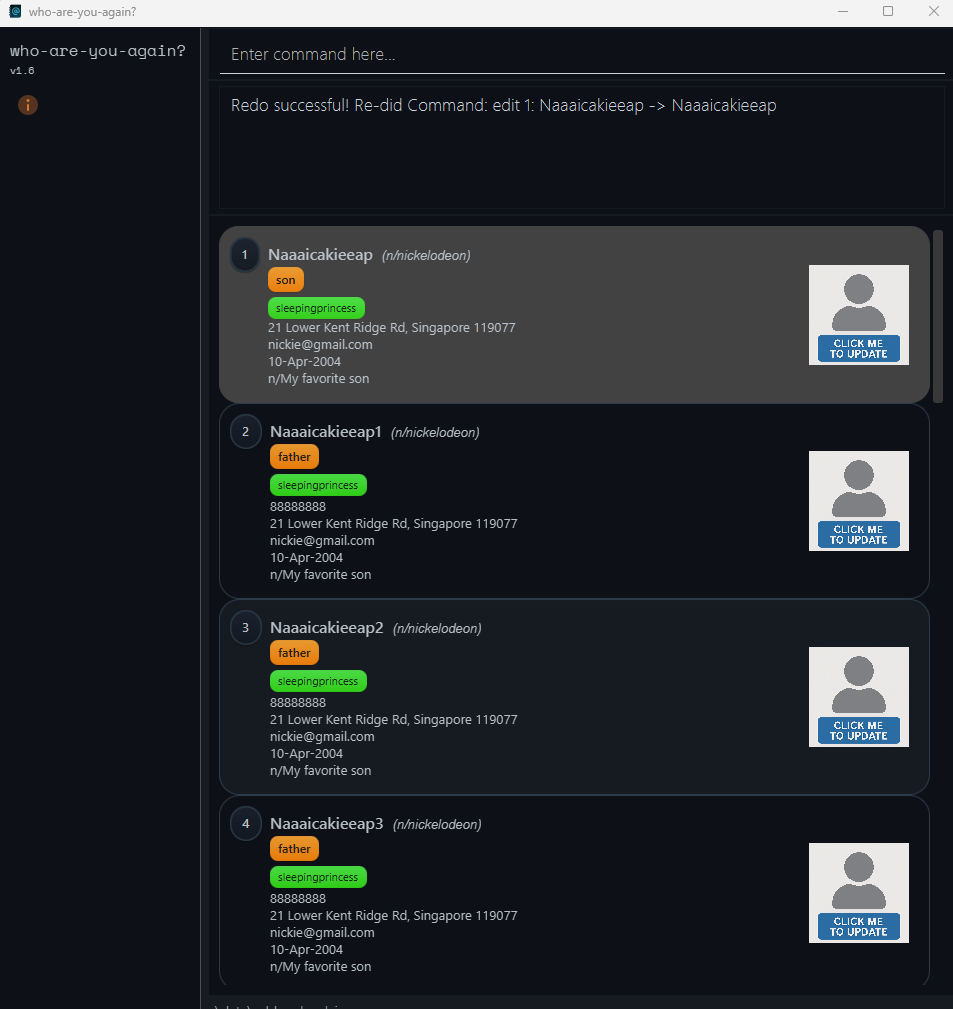 who-are-you-again?
who-are-you-again?
v1.6
i
Enter command here...
Redo successful! Re-did Command: edit 1: Naaaicakieeap -> Naaaicakieeap
1
Naaaicakieeap (n/nickelodeon)
son
sleepingprincess
21 Lower Kent Ridge Rd, Singapore 119077
nickie@gmail.com
10-Apr-2004
n/My favorite son
CLICK ME
TO UPDATE
2
Naaaicakieeap1 (n/nickelodeon)
father
sleepingprincess
88888888
21 Lower Kent Ridge Rd, Singapore 119077
nickie@gmail.com
10-Apr-2004
n/My favorite son
CLICK ME
TO UPDATE
3
Naaaicakieeap2 (n/nickelodeon)
father
sleepingprincess
88888888
21 Lower Kent Ridge Rd, Singapore 119077
nickie@gmail.com
10-Apr-2004
n/My favorite son
CLICK ME
TO UPDATE
4
Naaaicakieeap3 (n/nickelodeon)
father
sleepingprincess
88888888
21 Lower Kent Ridge Rd, Singapore 119077
nickie@gmail.com
10-Apr-2004
n/My favorite son
CLICK ME
TO UPDATE